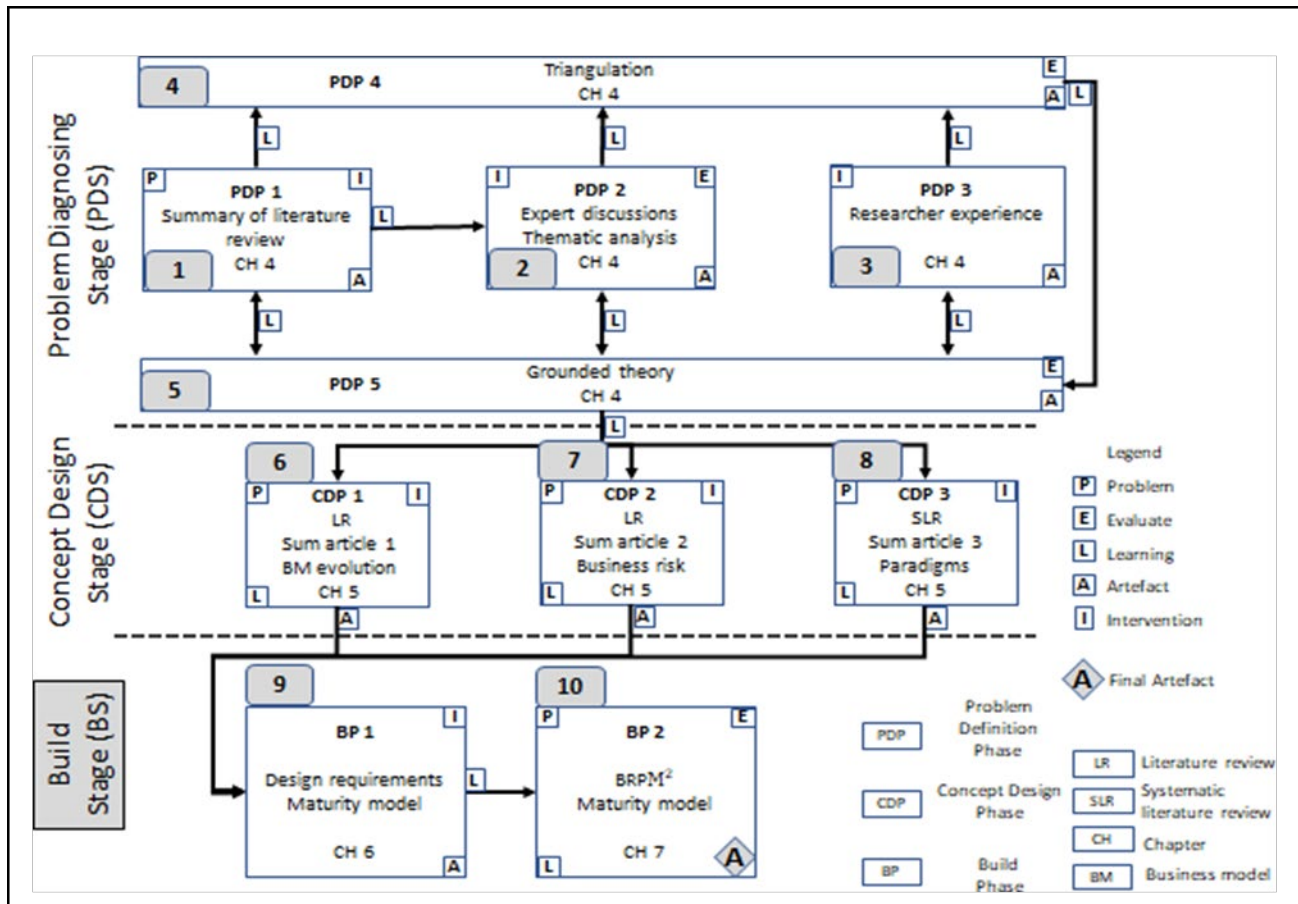 Problem Diagnosing
Stage (PDS)
4
PDP 4
Triangulation
CH 4
E
A
L
L
L
L
P
I
PDP 1
Summary of literature
review
CH 4
1
A
L
I
E
PDP 2
Expert discussions
Thematic analysis
CH 4
2
A
I
PDP 3
Researcher experience
CH 4
3
A
L
L
L
5
PDP 5
Grounded theory
CH 4
E
A
L
Concept Design
Stage (CDS)
6
P
I
CDP 1
LR
Sum article 1
BM evolution
CH 5
L
A
7
P
I
CDP 2
LR
Sum article 2
Business risk
CH 5
L
A
8
P
I
CDP 3
SLR
Sum article 3
Paradigms
CH 5
L
A
Build
Stage (BS)
9
I
BP 1
Design requirements
Maturity model
CH 6
A
L
10
P
E
BP 2
BRPM²
Maturity model
CH 7
L
A
Legend
P Problem
E Evaluate
L Learning
A Artefact
I Intervention
A Final Artefact
PDP
Problem
Definition
Phase
CDP
Concept Design
Phase
BP
Build
Phase
LR Literature review
SLR Systematic
literature review
CH Chapter
BM Business model